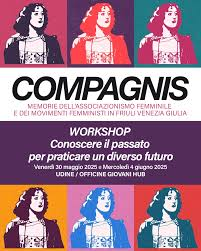 COMPAGNIS
MEMORIE DELL'ASSOCIAZIONISMO FEMMINILE
E DEI MOVIMENTI FEMMINISTI IN FRIULI VENEZIA GIULIA
WORKSHOP
Conoscere il passato
per praticare un diverso futuro
Venerdì 30 maggio 2025 e Mercoledì 4 giugno 2025
UDINE / OFFICINE GIOVANI HUB